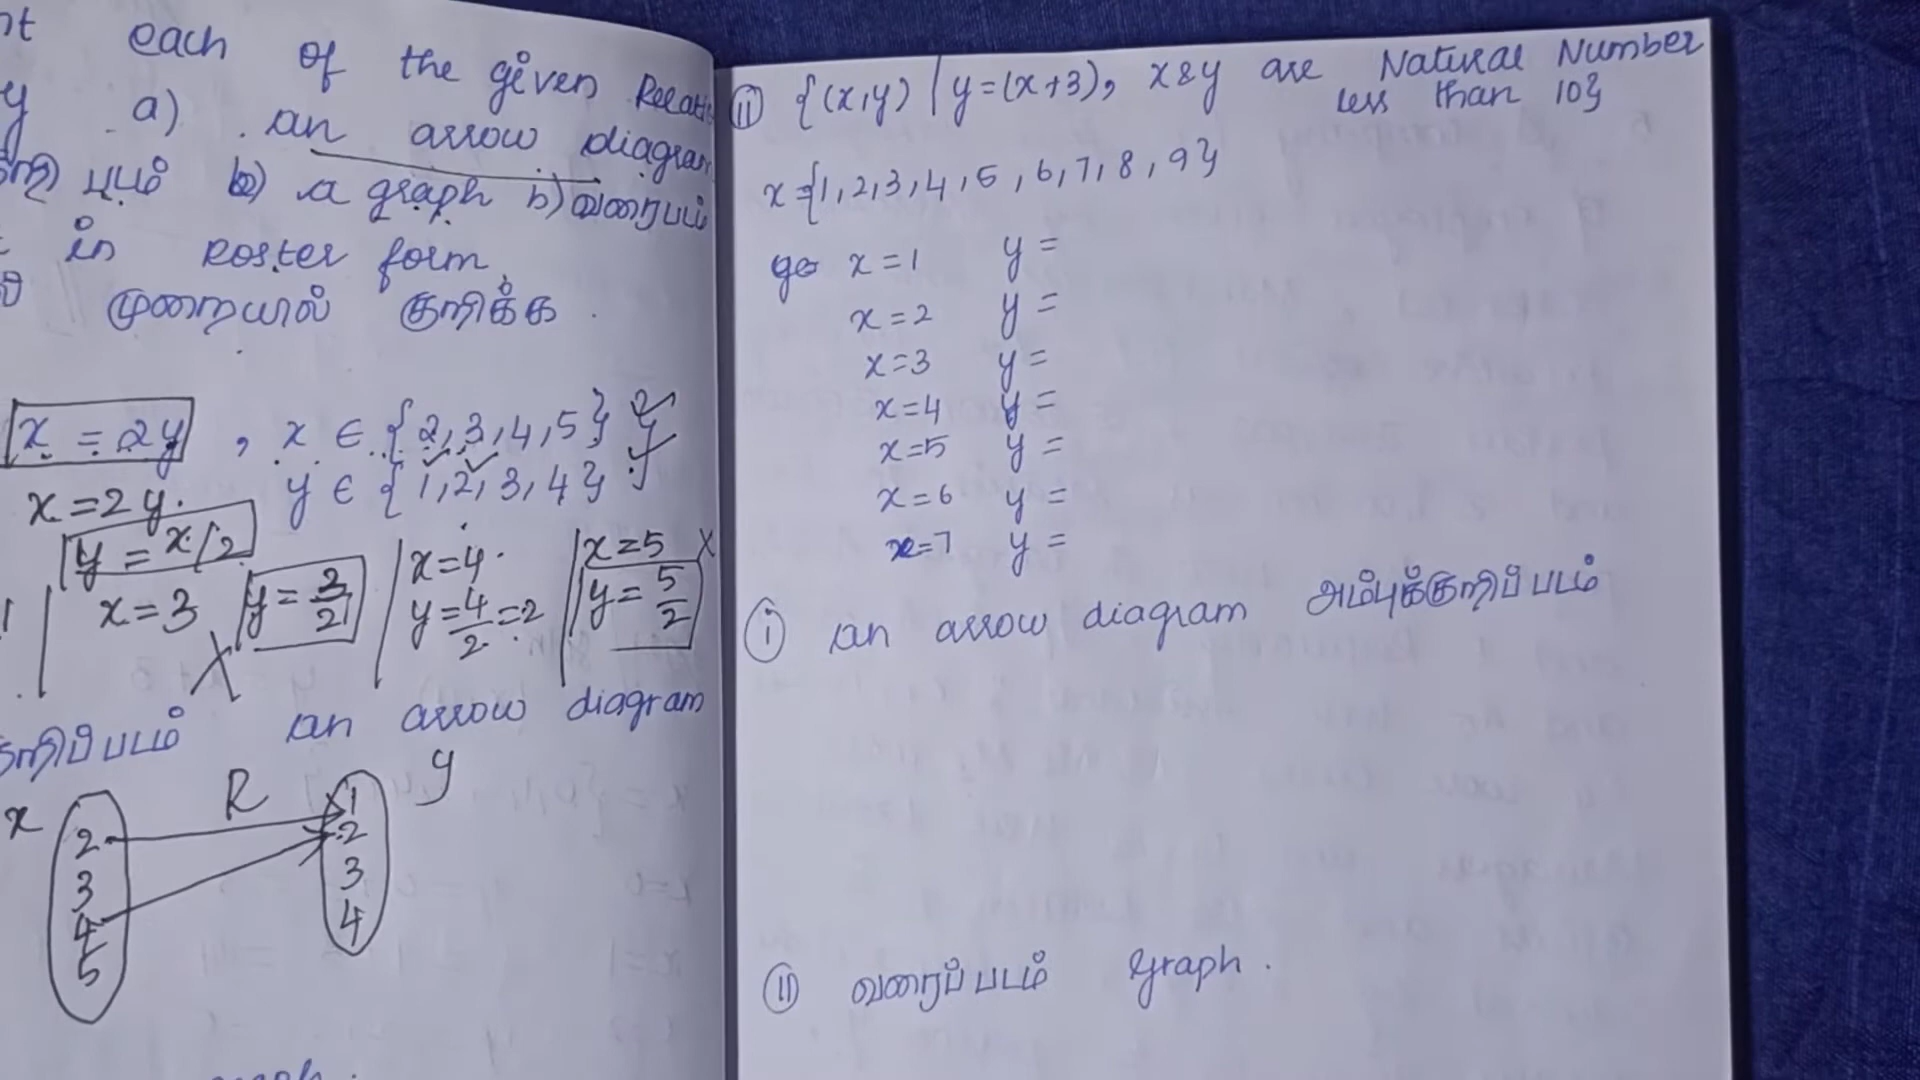 each of the given Relati
y a) an arrow diagram
படம் b) a graph b) வரைபடம்
in Roster form
முறையில் குறிக்க.
x = 2y , x ∈ {2,3,4,5} }
x = 2y. y ∈ {1,2,3,4}
y = x/2
x = 3 y = 3/2 x = 4 y = 4/2 = 2 x = 5 X y = 5/2
X
குறிப்படம் an arrow diagram
x R y
2 1
3 2
4 3
5 4
graph.
ii {(x,y) / y=(x+3), x&y are Natural Number
less than 10}
x={1,2,3,4,5,6,7,8,9}
x=1 y=
x=2 y=
x=3 y=
x=4 y=
x=5 y=
x=6 y=
x=7 y=
i an arrow diagram அம்புக்குறிப்படம்
ii வரைப்படம் graph.